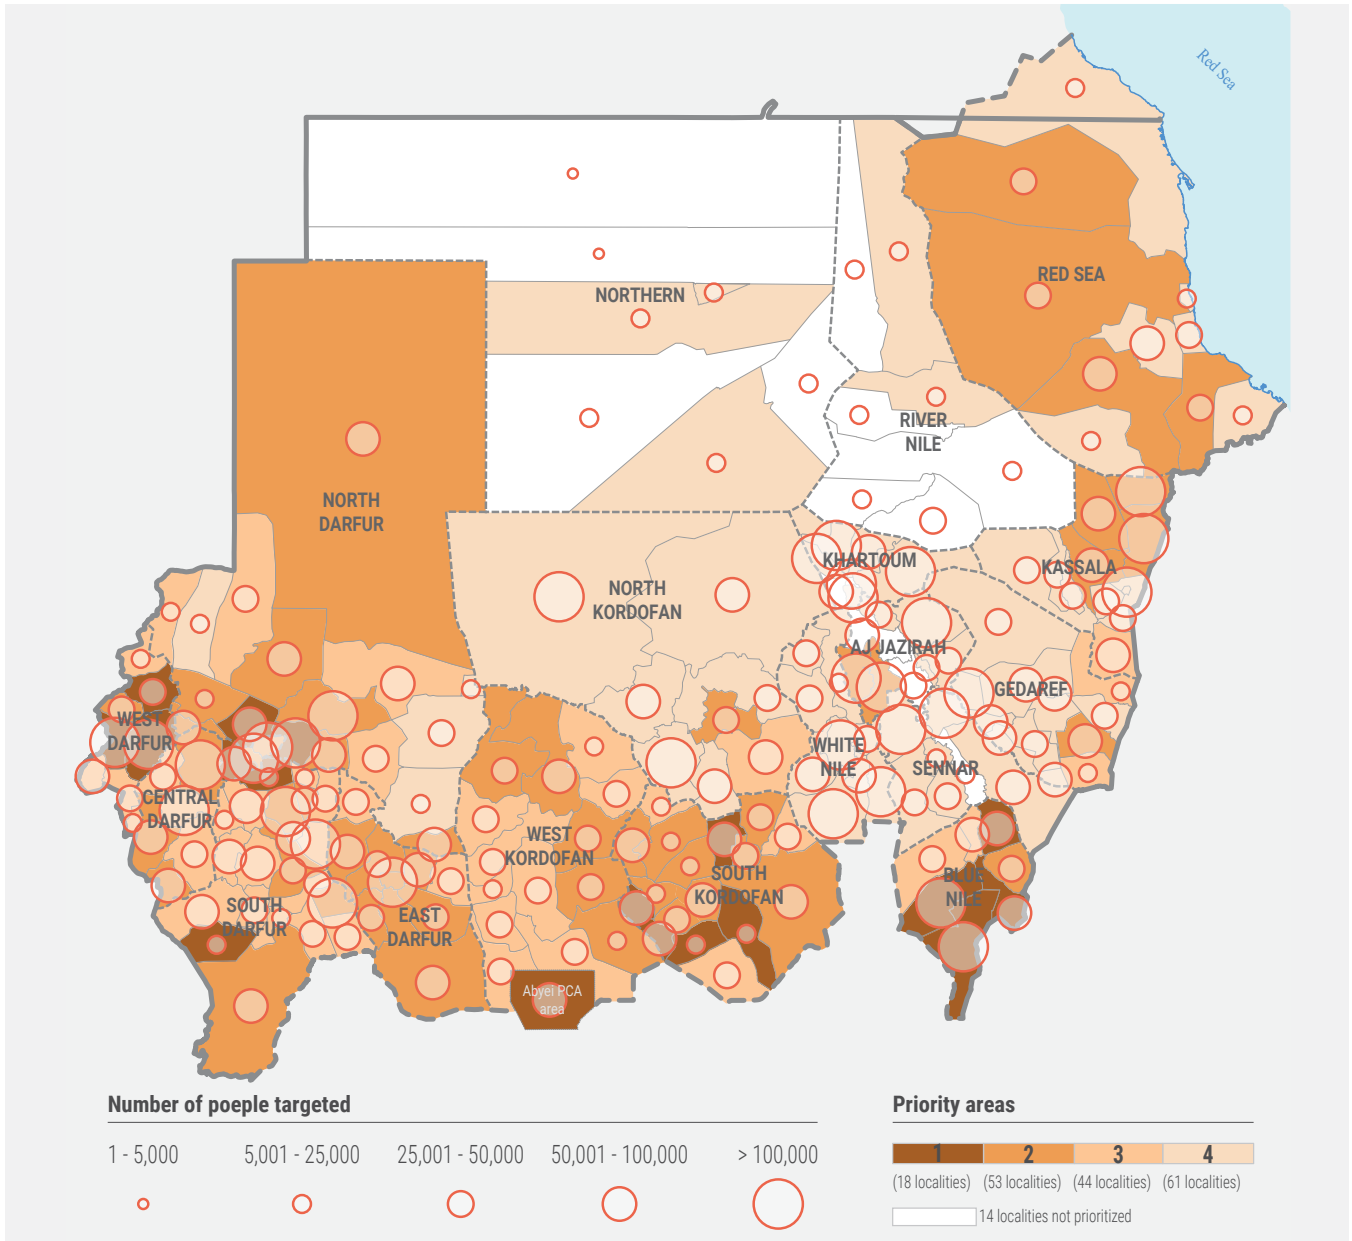 Red Sea
RED SEA
NORTHERN
RIVER
NILE
NORTH
DARFUR
KHARTOUM
KASSALA
NORTH
KORDOFAN
AJ JAZIRAH
GEDAREF
WEST
DARFUR
WHITE
NILE
SENNAR
CENTRAL
DARFUR
WEST
KORDOFAN
SOUTH
KORDOFAN
BLUE
NILE
SOUTH
DARFUR
EAST
DARFUR
Abyei PCA
area
Number of poeple targeted
1 - 5,000 5,001 - 25,000 25,001 - 50,000 50,001 - 100,000 > 100,000
Priority areas
1 2 3 4
(18 localities) (53 localities) (44 localities) (61 localities)
14 localities not prioritized